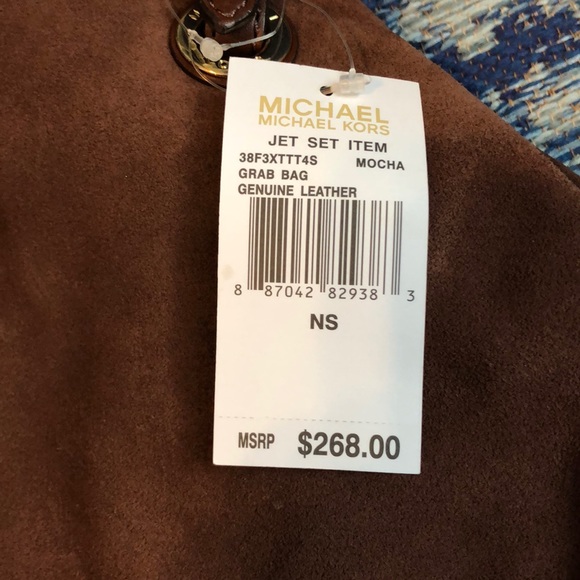 MICHAEL
MICHAEL KORS
JET SET ITEM
38F3XTTT4S MOCHA
GRAB BAG
GENUINE LEATHER
8 87042 82938 3
NS
MSRP $268.00